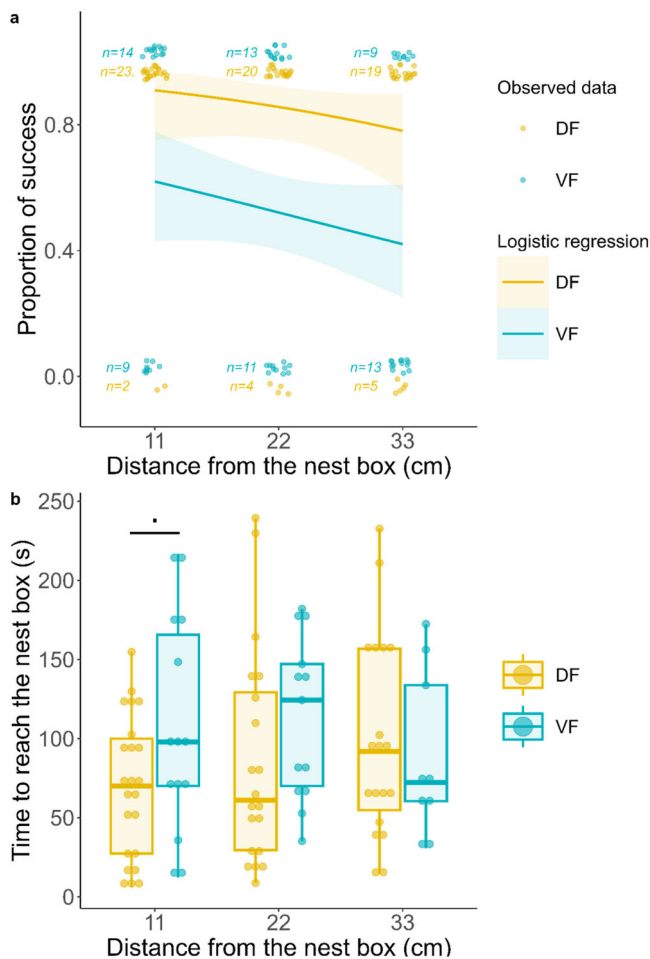 a
n=14 n=13 n=9
n=23. n=20 n=19
0.8
0.4
n=9 n=11 n=13
n=2 n=4 n=5
0.0
Proportion of success
11 22 33
Distance from the nest box (cm)
Observed data
DF
VF
Logistic regression
DF
VF
b
250
200
150
100
50
0
Time to reach the nest box (s)
11 22 33
Distance from the nest box (cm)
DF
VF